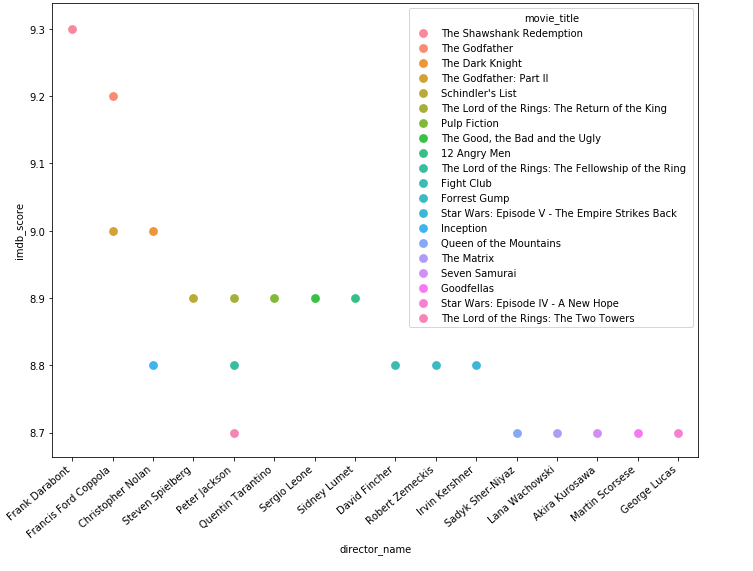 movie_title
The Shawshank Redemption
The Godfather
The Dark Knight
The Godfather: Part II
Schindler's List
The Lord of the Rings: The Return of the King
Pulp Fiction
The Good, the Bad and the Ugly
12 Angry Men
The Lord of the Rings: The Fellowship of the Ring
Fight Club
Forrest Gump
Star Wars: Episode V - The Empire Strikes Back
Inception
Queen of the Mountains
The Matrix
Seven Samurai
Goodfellas
Star Wars: Episode IV - A New Hope
The Lord of the Rings: The Two Towers
imdb_score
9.3
9.2
9.1
9.0
8.9
8.8
8.7
Frank Darabont
Francis Ford Coppola
Christopher Nolan
Steven Spielberg
Peter Jackson
Quentin Tarantino
Sergio Leone
Sidney Lumet
David Fincher
Robert Zemeckis
Irvin Kershner
Sadyk Sher-Niyaz
Lana Wachowski
Akira Kurosawa
Martin Scorsese
George Lucas
director_name